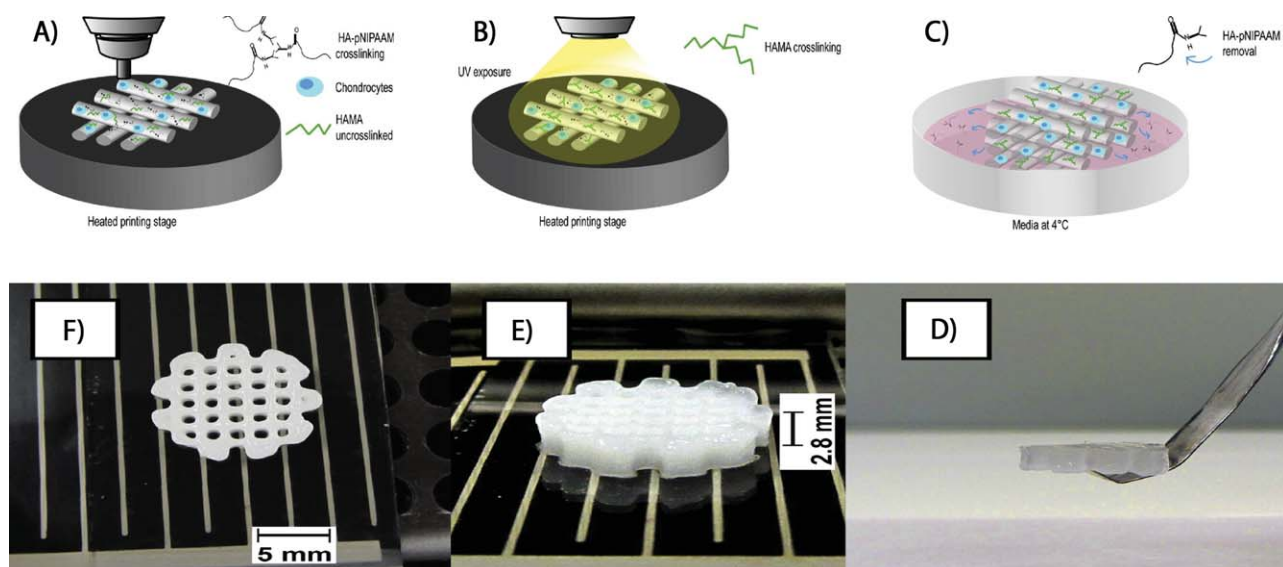 A)
HA-pNIPAAM
crosslinking
Chondrocytes
HAMA
uncrosslinked
Heated printing stage
B)
UV exposure
HAMA crosslinking
Heated printing stage
C)
HA-pNIPAAM
removal
Media at 4°C
F)
5 mm
E)
2.8 mm
D)